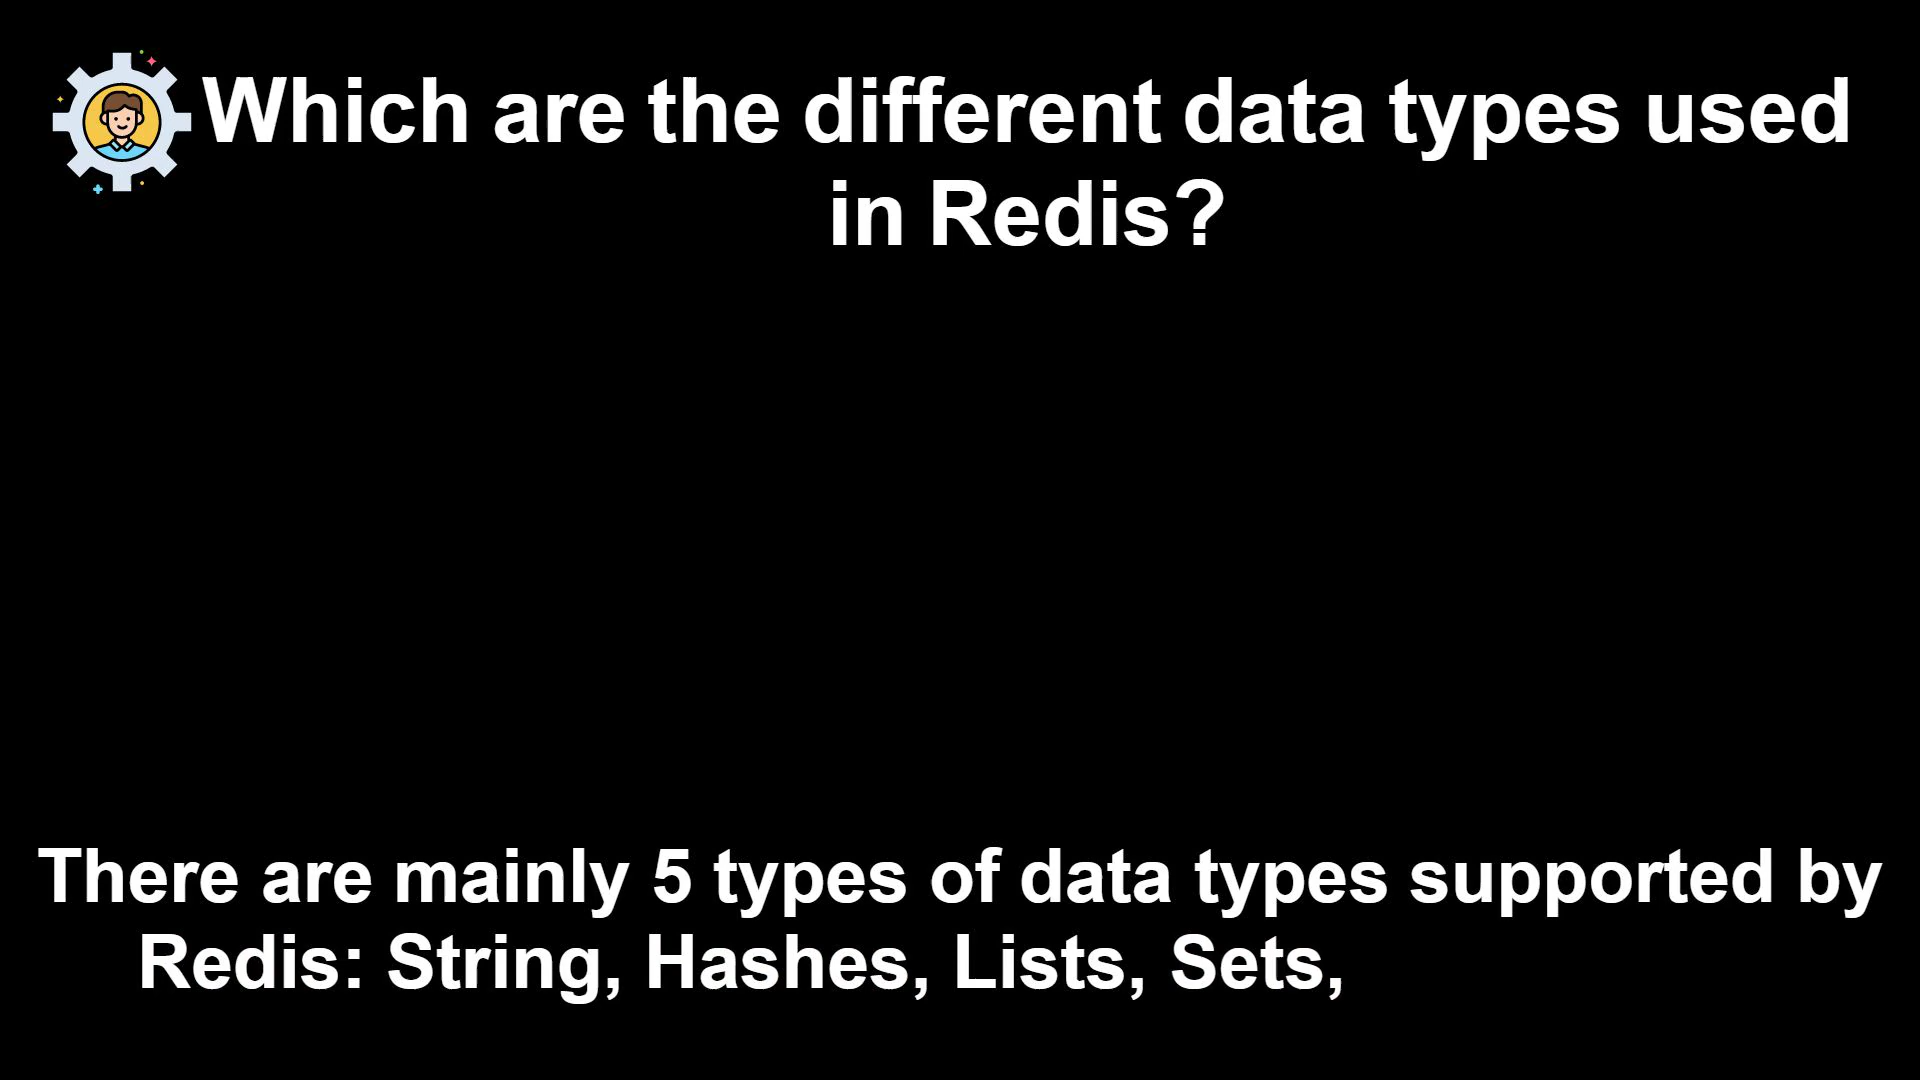 Which are the different data types used
in Redis?
There are mainly 5 types of data types supported by
Redis: String, Hashes, Lists, Sets,